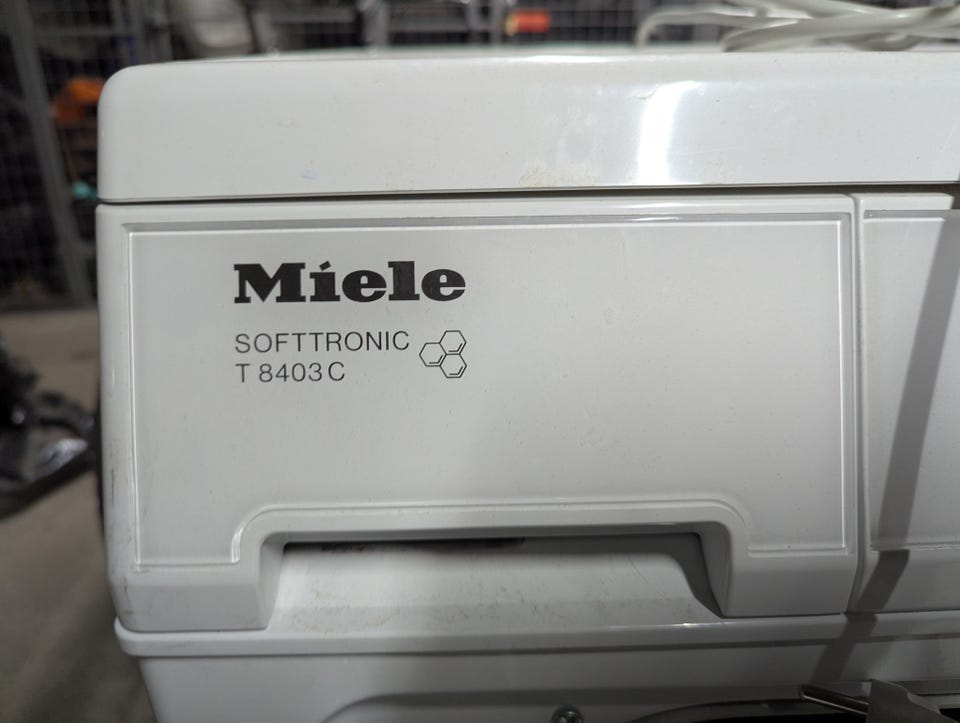 Miele
SOFTTRONIC
T 8403 C